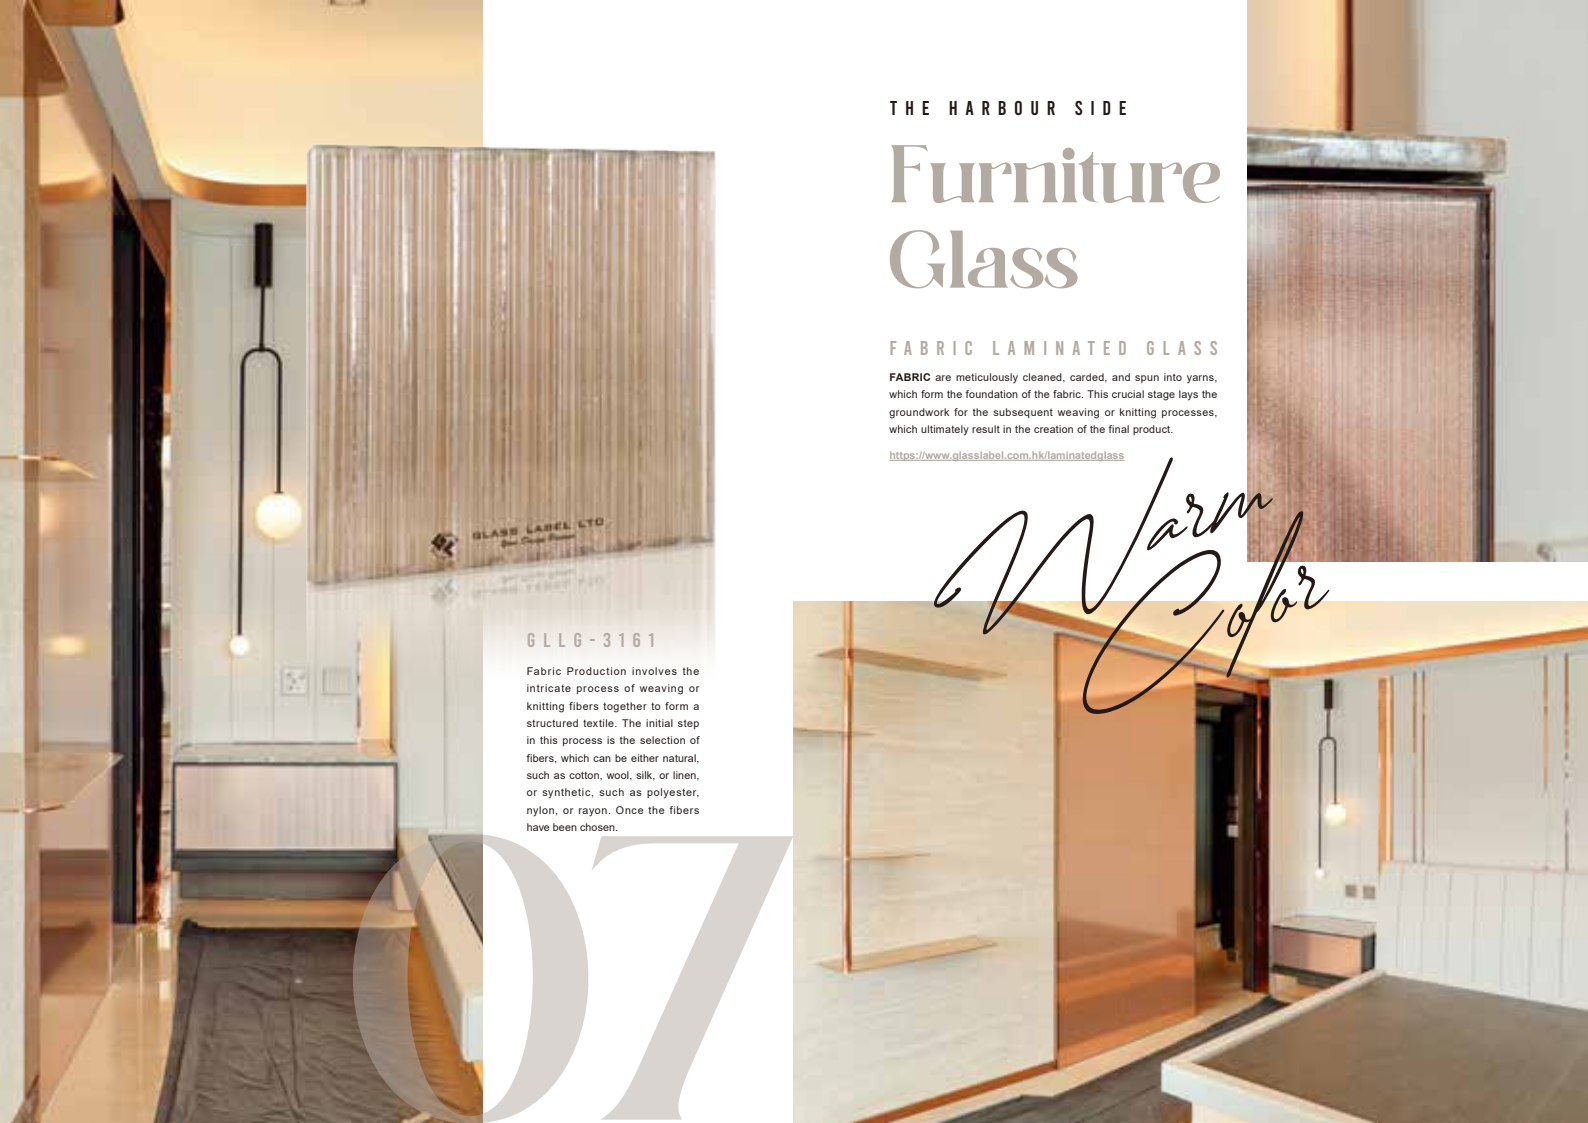 GLASS LABEL LTD
GLLG-3161
Fabric Production involves the
intricate process of weaving or
knitting fibers together to form a
structured textile. The initial step
in this process is the selection of
fibers, which can be either natural,
such as cotton, wool, silk, or linen,
or synthetic, such as polyester,
nylon, or rayon. Once the fibers
have been chosen.
07
THE HARBOUR SIDE
Furniture
Glass
FABRIC LAMINATED GLASS
FABRIC are meticulously cleaned, carded, and spun into yarns,
which form the foundation of the fabric. This crucial stage lays the
groundwork for the subsequent weaving or knitting processes,
which ultimately result in the creation of the final product.
https://www.glasslabel.com.hk/laminatedglass
Warm
Color